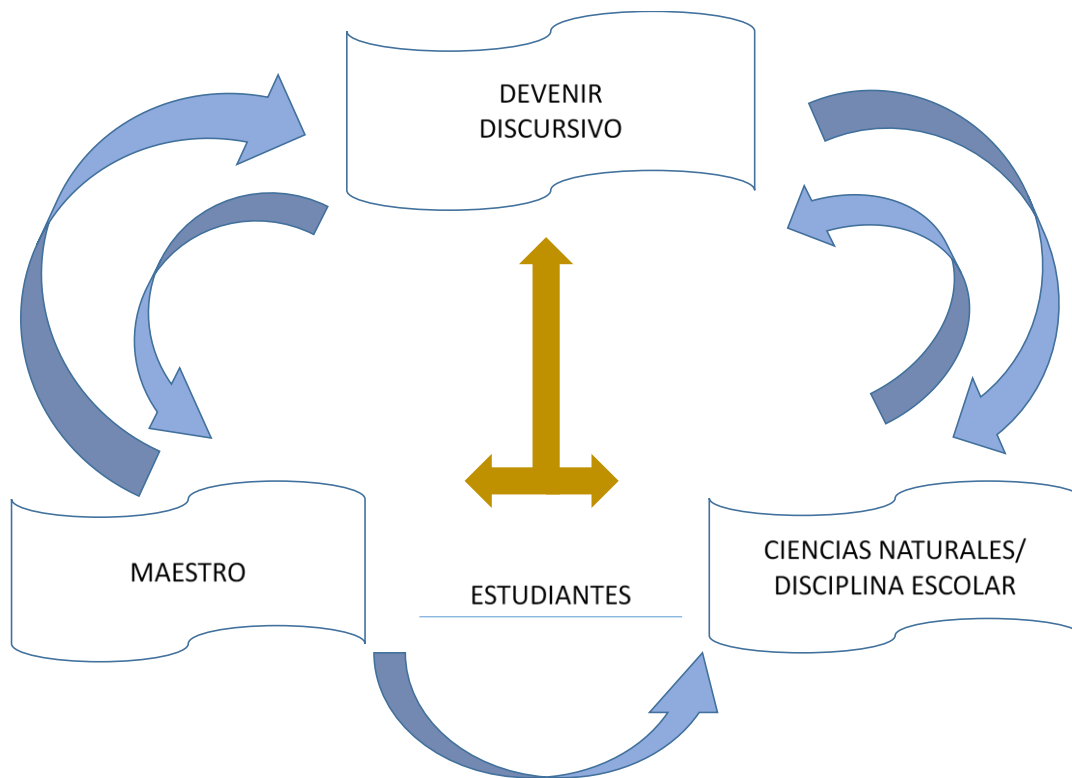 DEVENIR
DISCURSIVO
MAESTRO
ESTUDIANTES
CIENCIAS NATURALES/
DISCIPLINA ESCOLAR